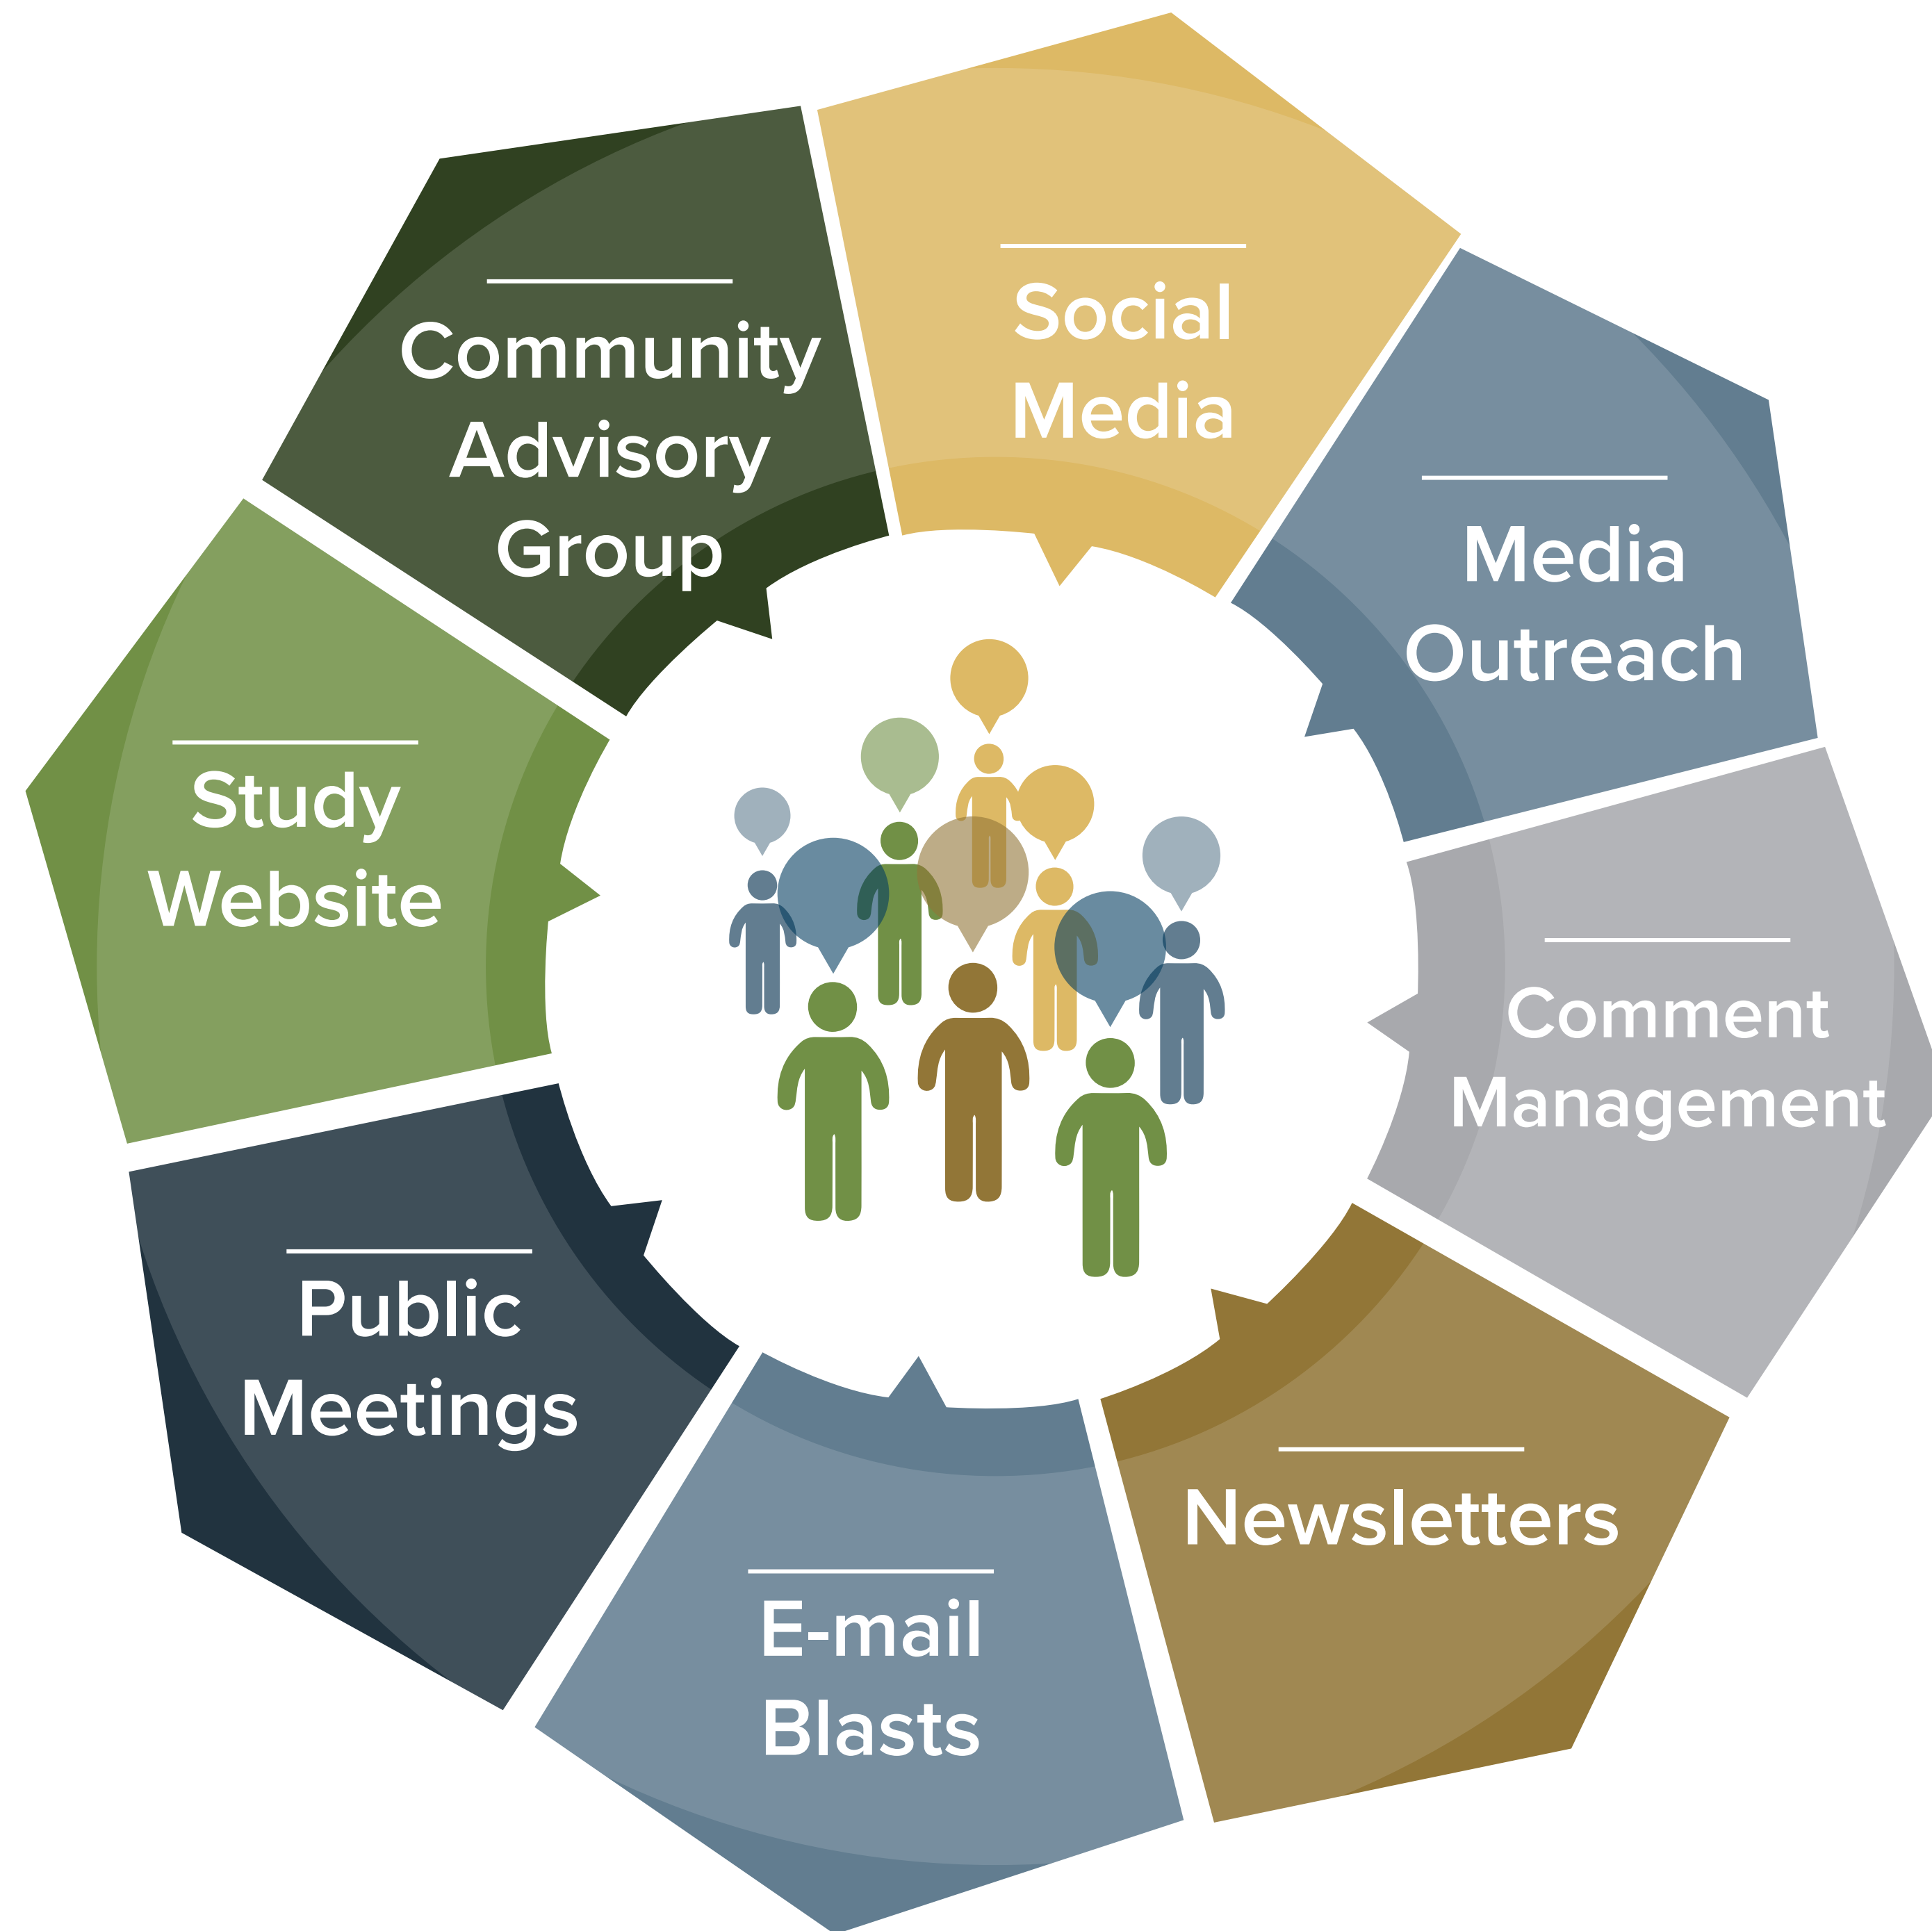 Social
Media
Media
Outreach
Comment
Management
Newsletters
E-mail
Blasts
Public
Meetings
Study
Website
Community
Advisory
Group